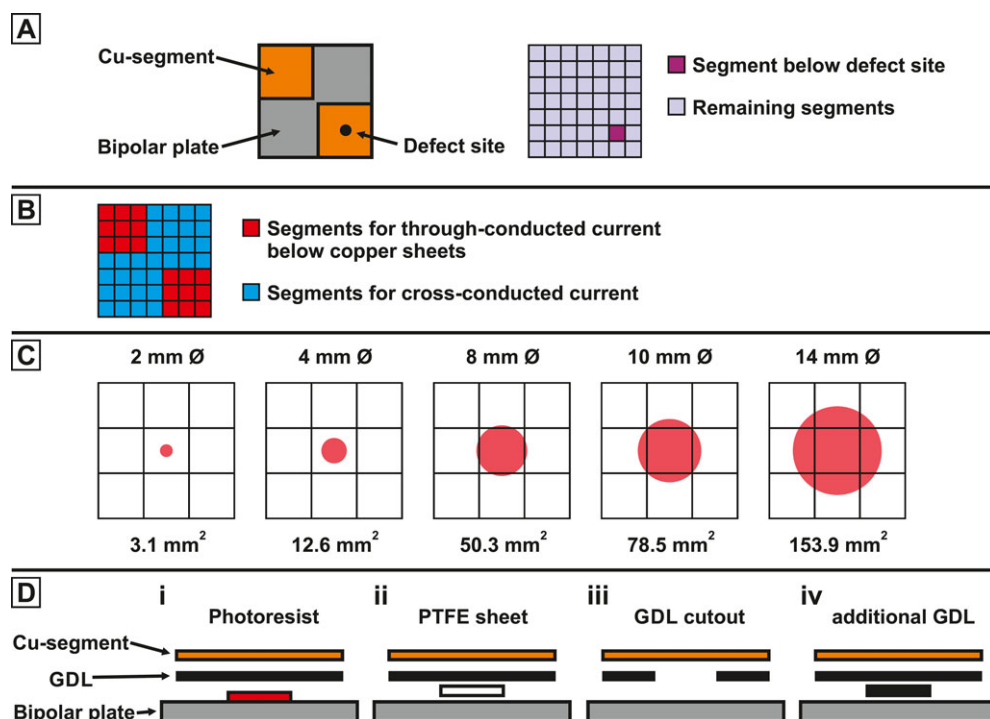 A
Cu-segment
Bipolar plate
Defect site
Segment below defect site
Remaining segments
B
Segments for through-conducted current
below copper sheets
Segments for cross-conducted current
C
2 mm Ø
4 mm Ø
8 mm Ø
10 mm Ø
14 mm Ø
3.1 mm²
12.6 mm²
50.3 mm²
78.5 mm²
153.9 mm²
D
i
ii
iii
iv
Photoresist
PTFE sheet
GDL cutout
additional GDL
Cu-segment
GDL
Bipolar plate